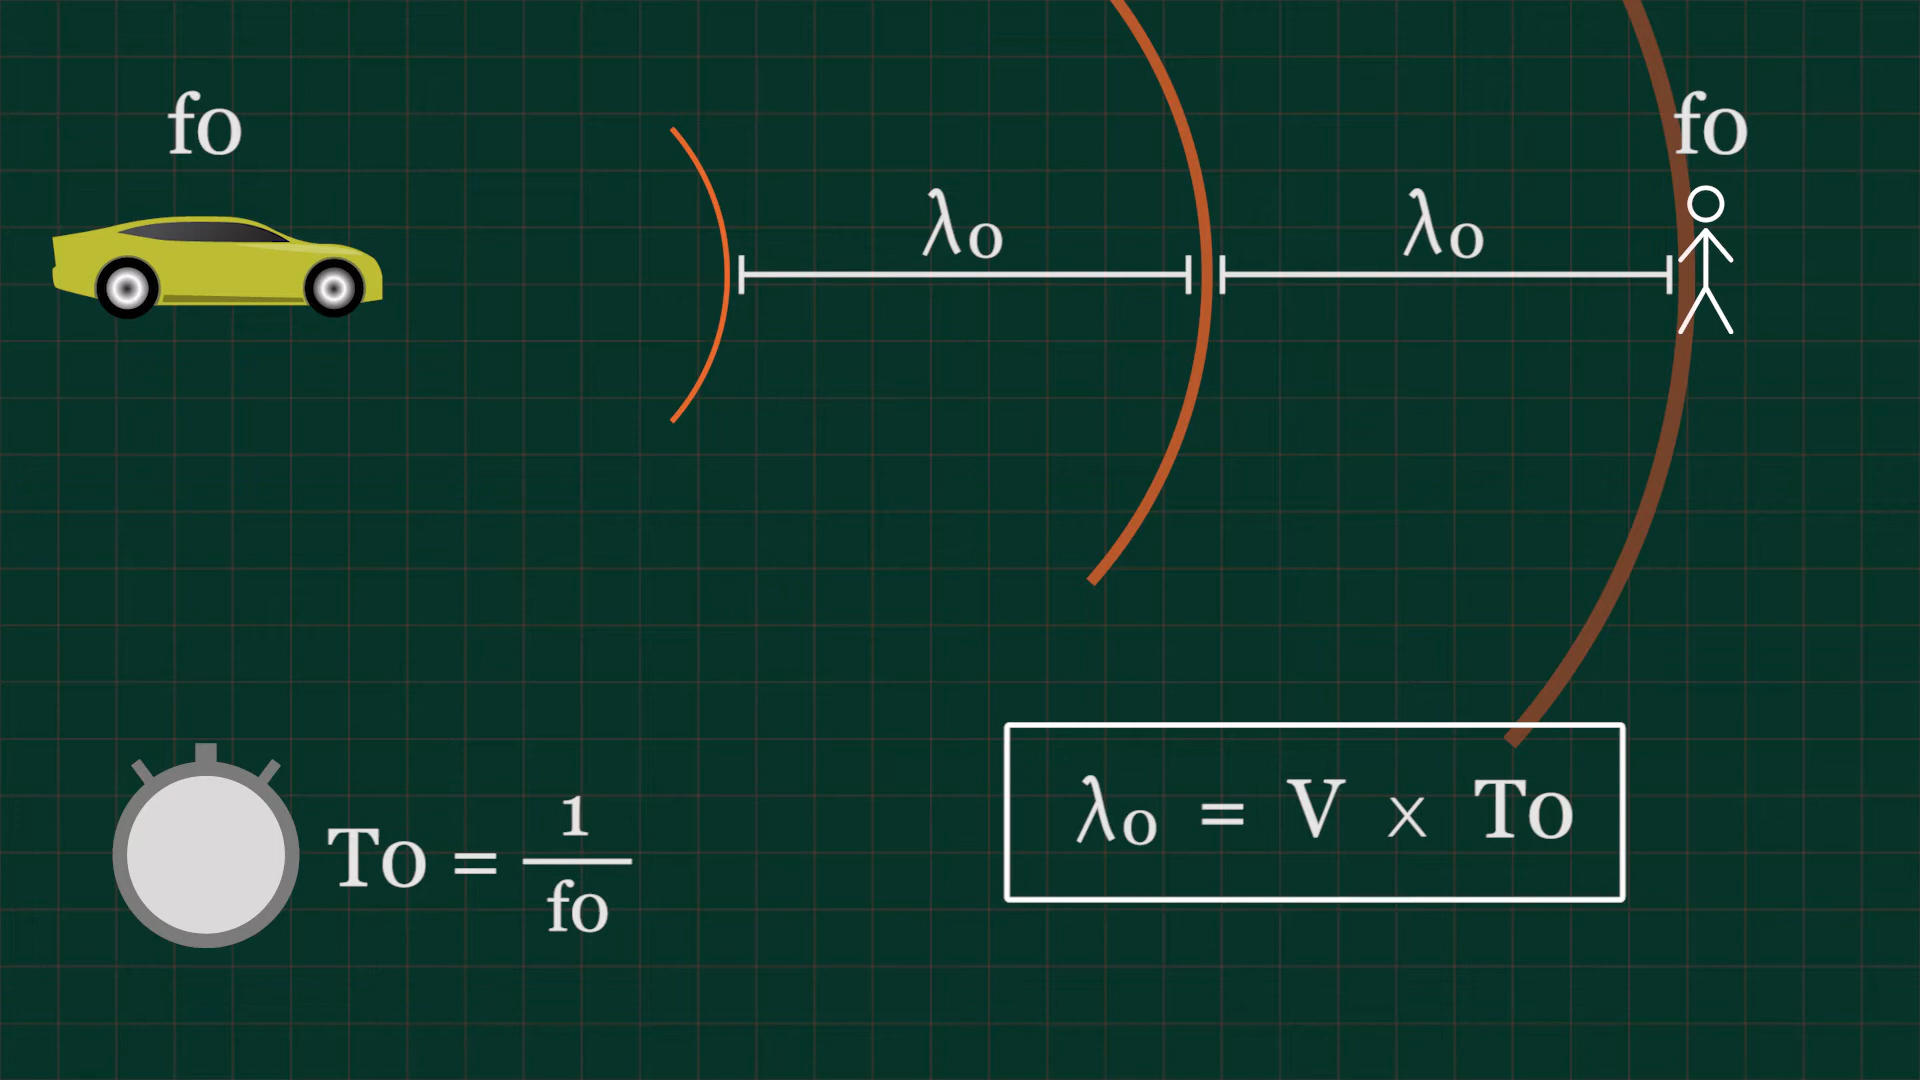 fo
fo
λo
λo
To = 1/fo
λo = V × To